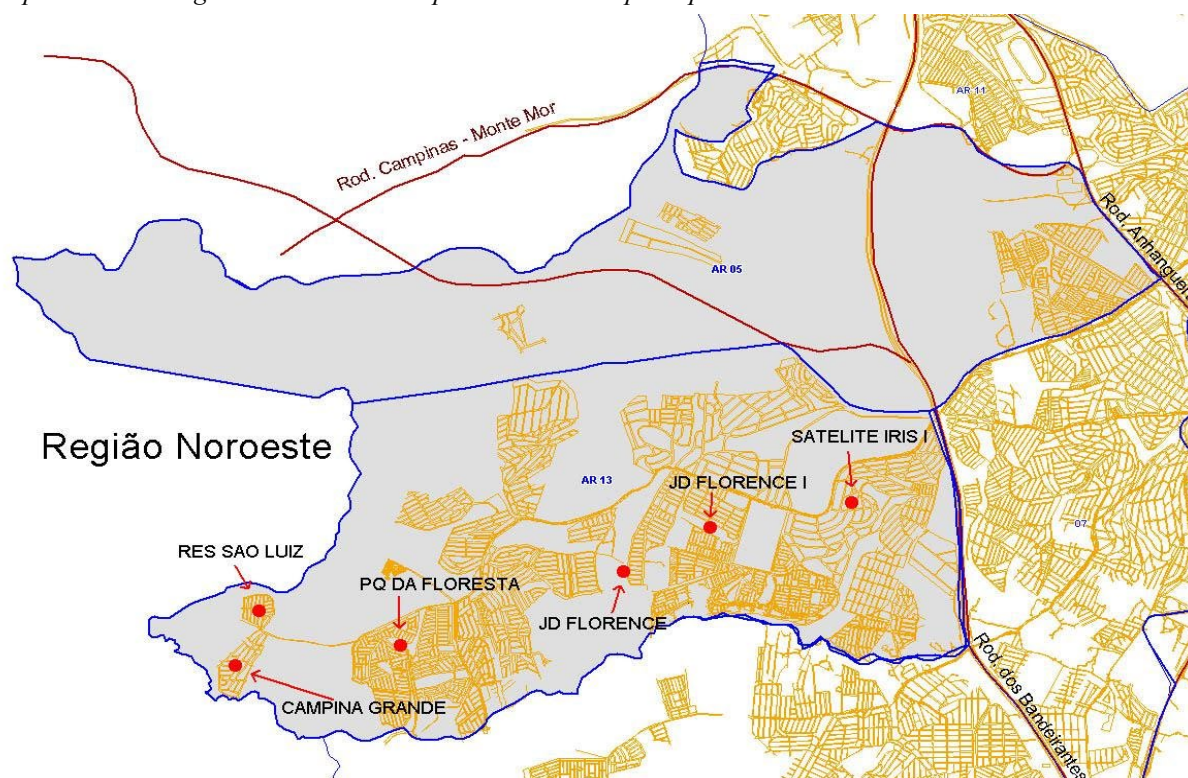 AR 11
Rod. Campinas - Monte Mor
Rod. Anhanguera
AR 05
Região Noroeste
SATELITE IRIS I
AR 13
JD FLORENCE I
07
RES SAO LUIZ
PQ DA FLORESTA
JD FLORENCE
CAMPINA GRANDE
Rod. dos Bandeirantes